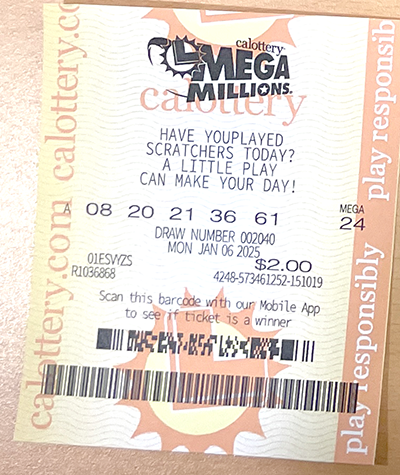 calottery
MEGA
MILLIONS.
calottery
HAVE YOUPLAYED
SCRATCHERS TODAY?
A LITTLE PLAY
CAN MAKE YOUR DAY!
MEGA
A 08 20 21 36 61 24
DRAW NUMBER 002040
MON JAN 06 2025
01ESVYZS $2.00
R1036868 4248-573461252-151019
Scan this barcode with our Mobile App
to see if ticket is a winner
calottery.com calottery.co
play responsibly play responsib